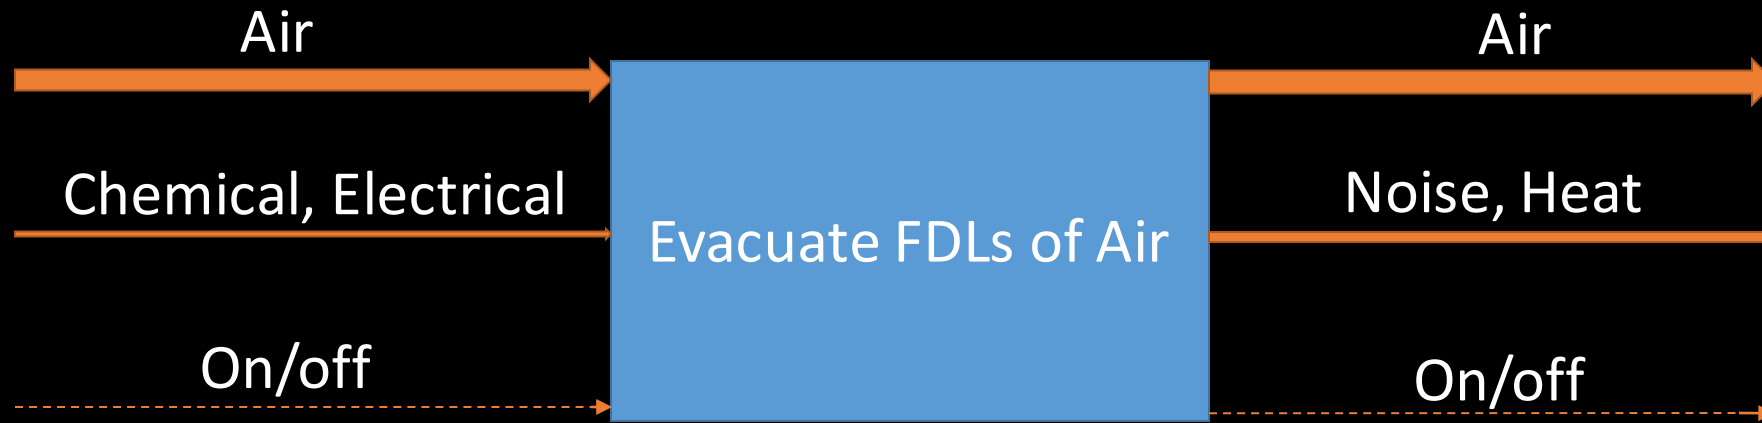 Air
Air
Chemical, Electrical
Noise, Heat
Evacuate FDLs of Air
On/off
On/off